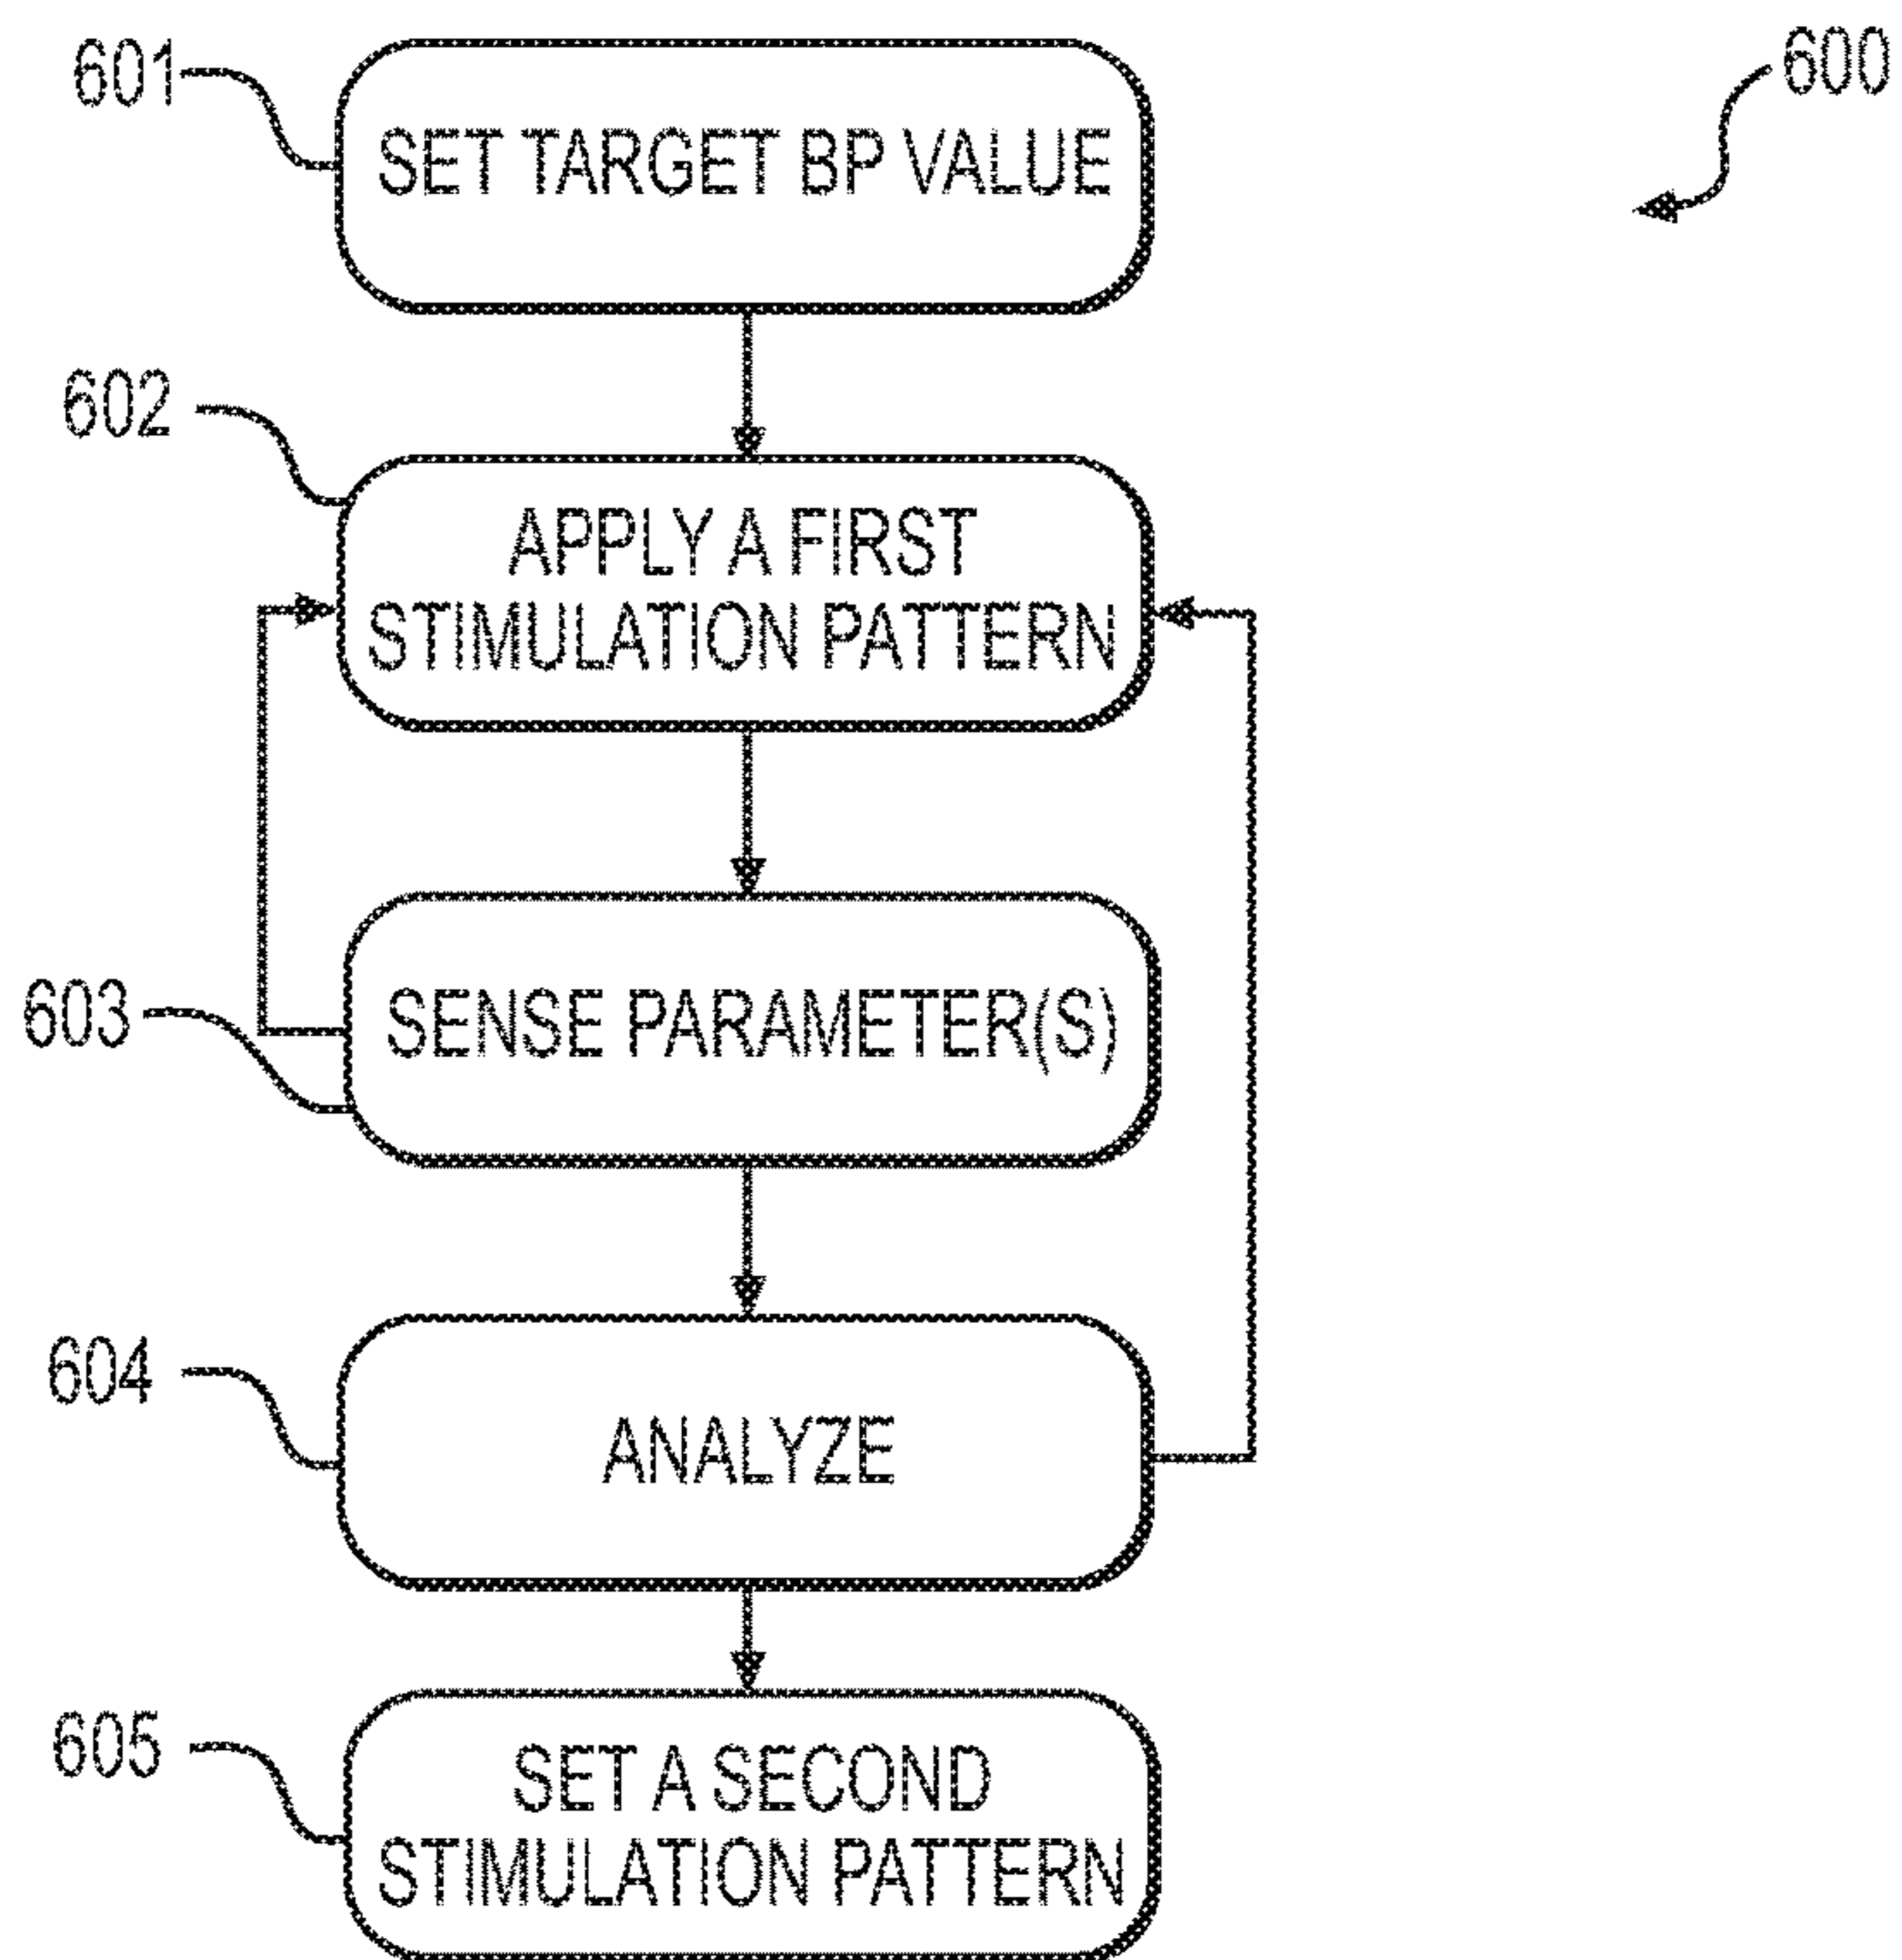 601
600
SET TARGET BP VALUE
602
APPLY A FIRST
STIMULATION PATTERN
603
SENSE PARAMETER(S)
604
ANALYZE
605
SET A SECOND
STIMULATION PATTERN